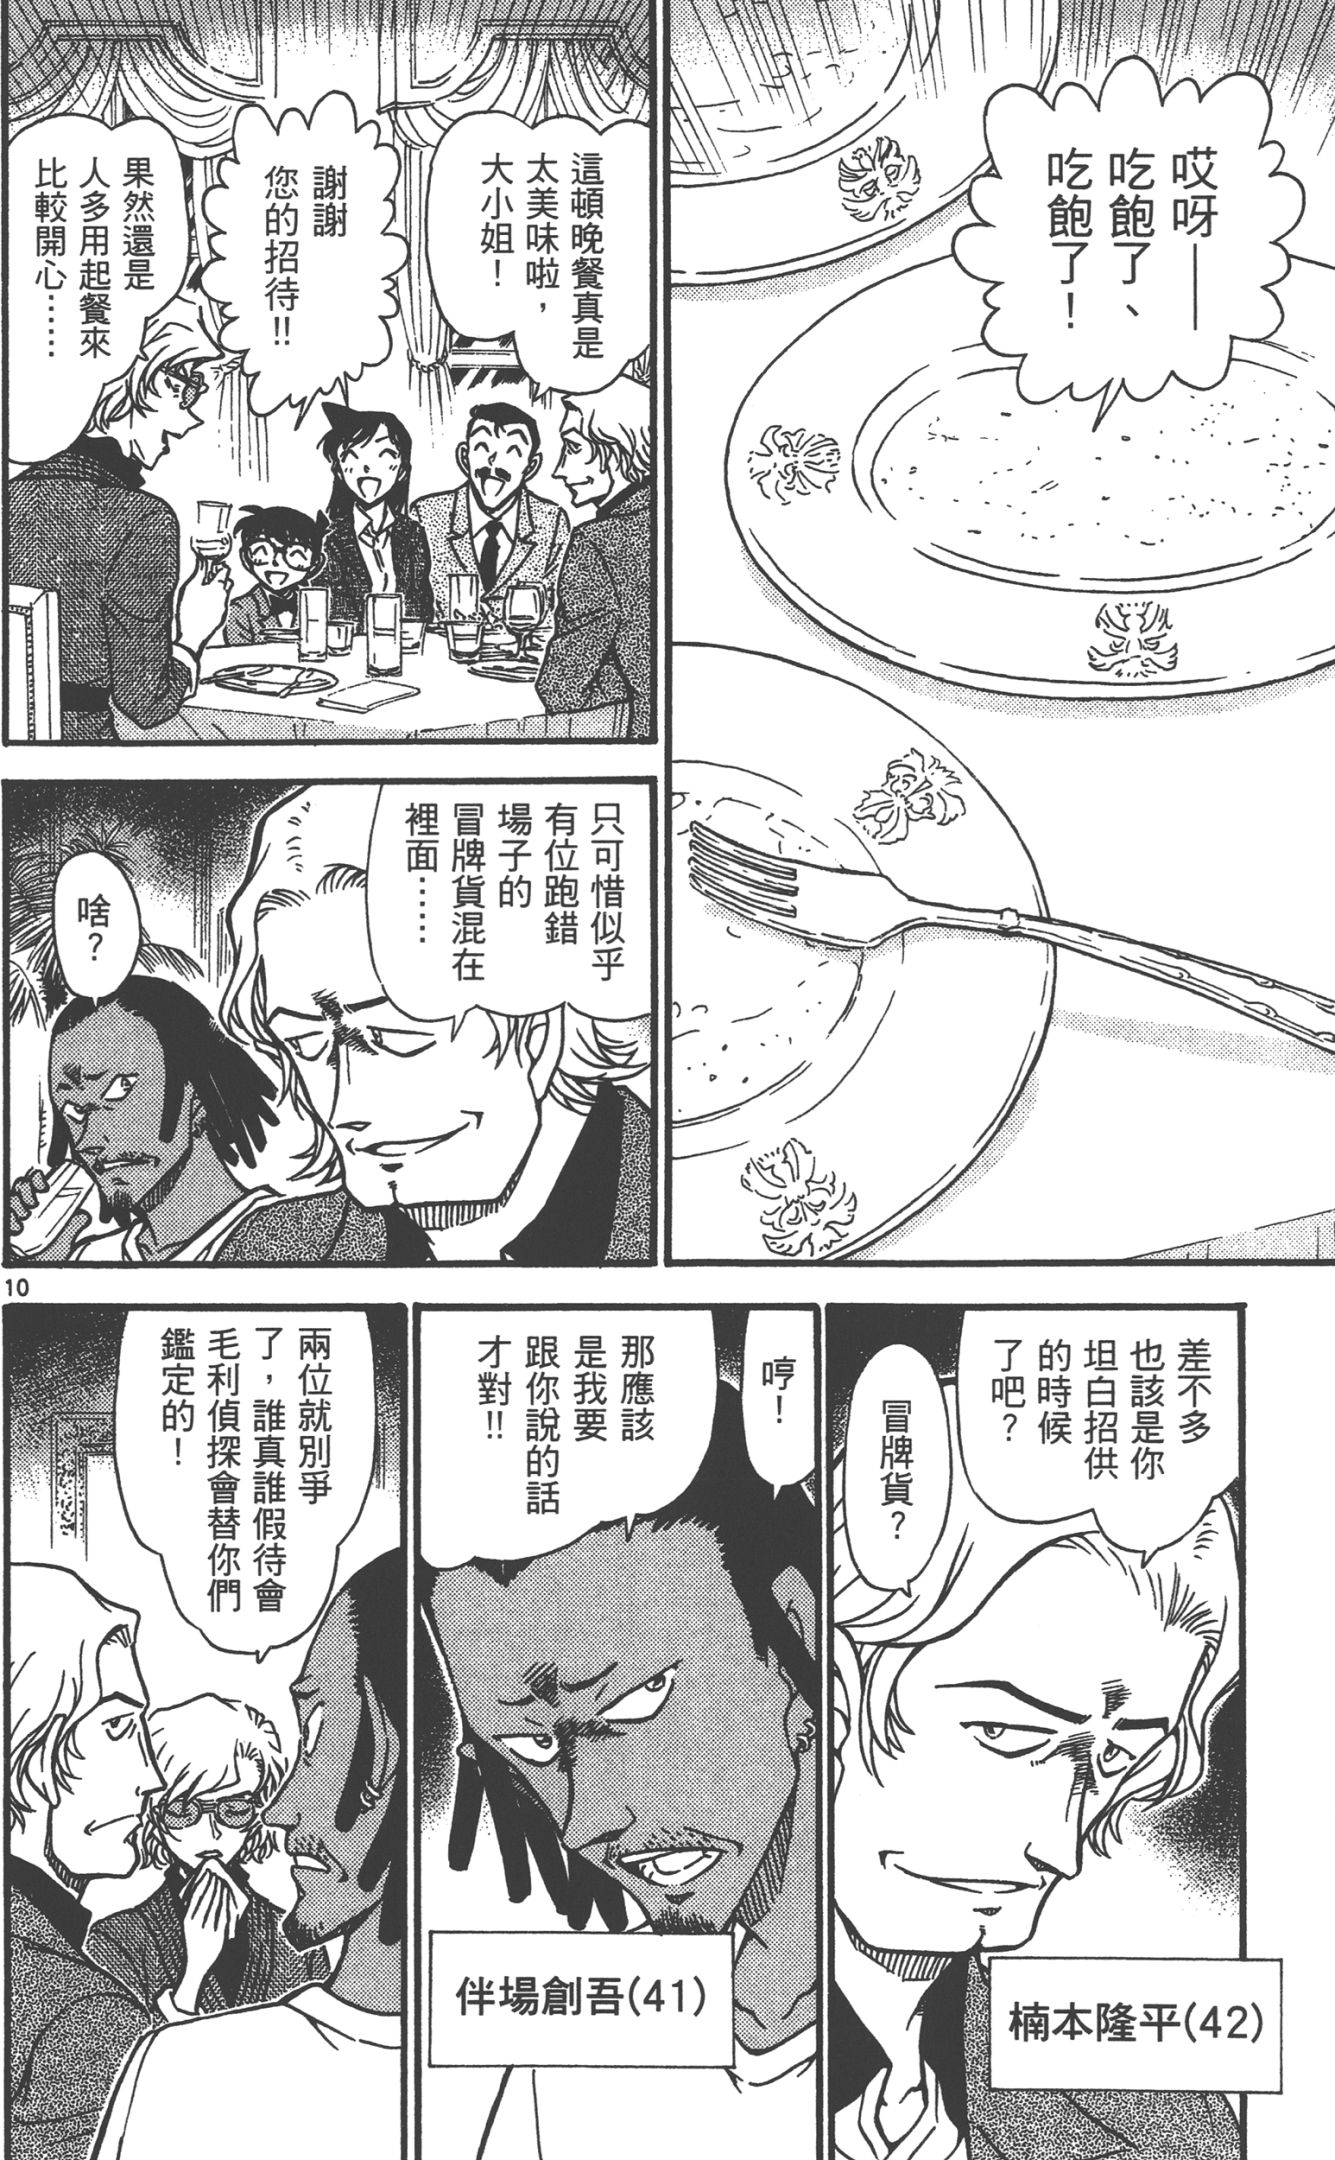 哎呀——
吃飽了、
吃飽了！
這頓晚餐真是
太美味啦，
大小姐！
謝謝
您的招待!!
果然還是
人多用起餐來
比較開心……
只可惜似乎
有位跑錯
場子的
冒牌貨混在
裡面……
啥？
10
差不多
也該是你
坦白招供
的時候
了吧？
冒牌貨？
楠本隆平(42)
哼！
那應該
是我要
跟你說的話
才對!!
伴場創吾(41)
兩位就別爭
了，誰真誰假待會
毛利偵探會替你們
鑑定的！